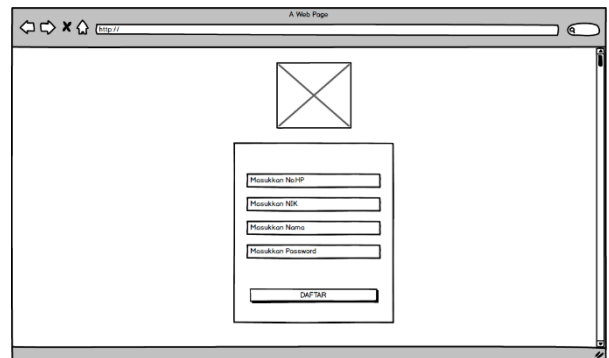 A Web Page
http://
Masukkan NoHP
Masukkan NIK
Masukkan Nama
Masukkan Password
DAFTAR